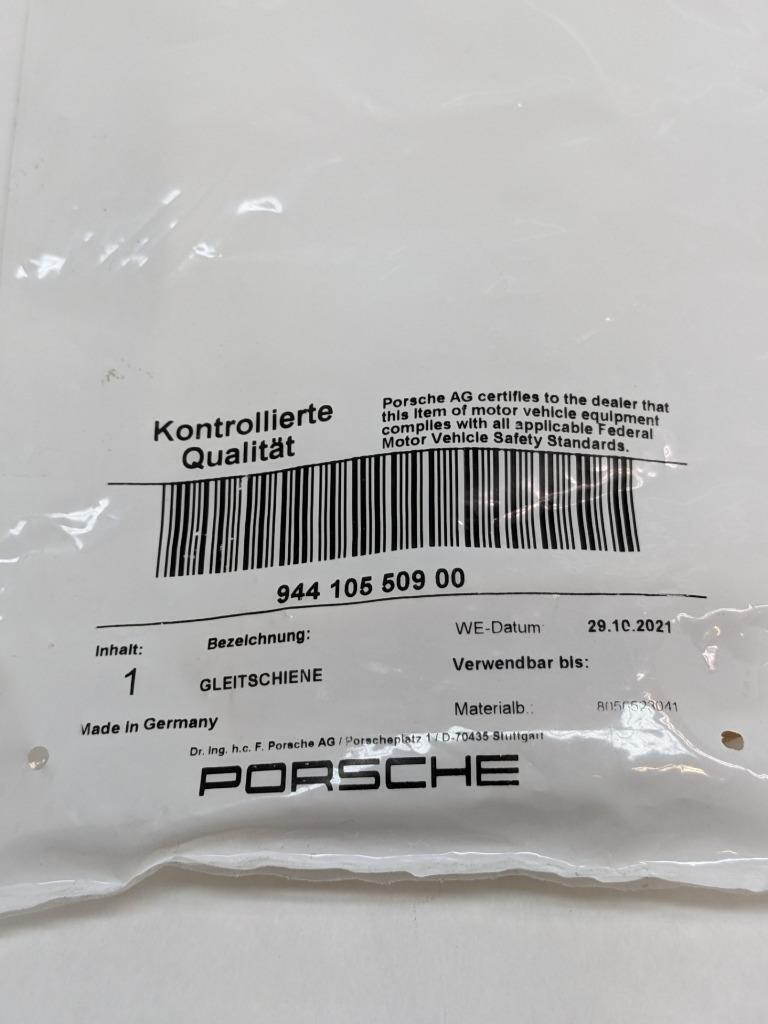 Kontrollierte
Qualität
Porsche AG certifies to the dealer that
this item of motor vehicle equipment
complies with all applicable Federal
Motor Vehicle Safety Standards.
944 105 509 00
Inhalt:
1
Bezeichnung:
GLEITSCHIENE
WE-Datum: 29.10.2021
Verwendbar bis:
Materialb.:
Made in Germany
Dr. Ing. h.c. F. Porsche AG / Porscheplatz 1 / D-70435 Stuttgart
PORSCHE